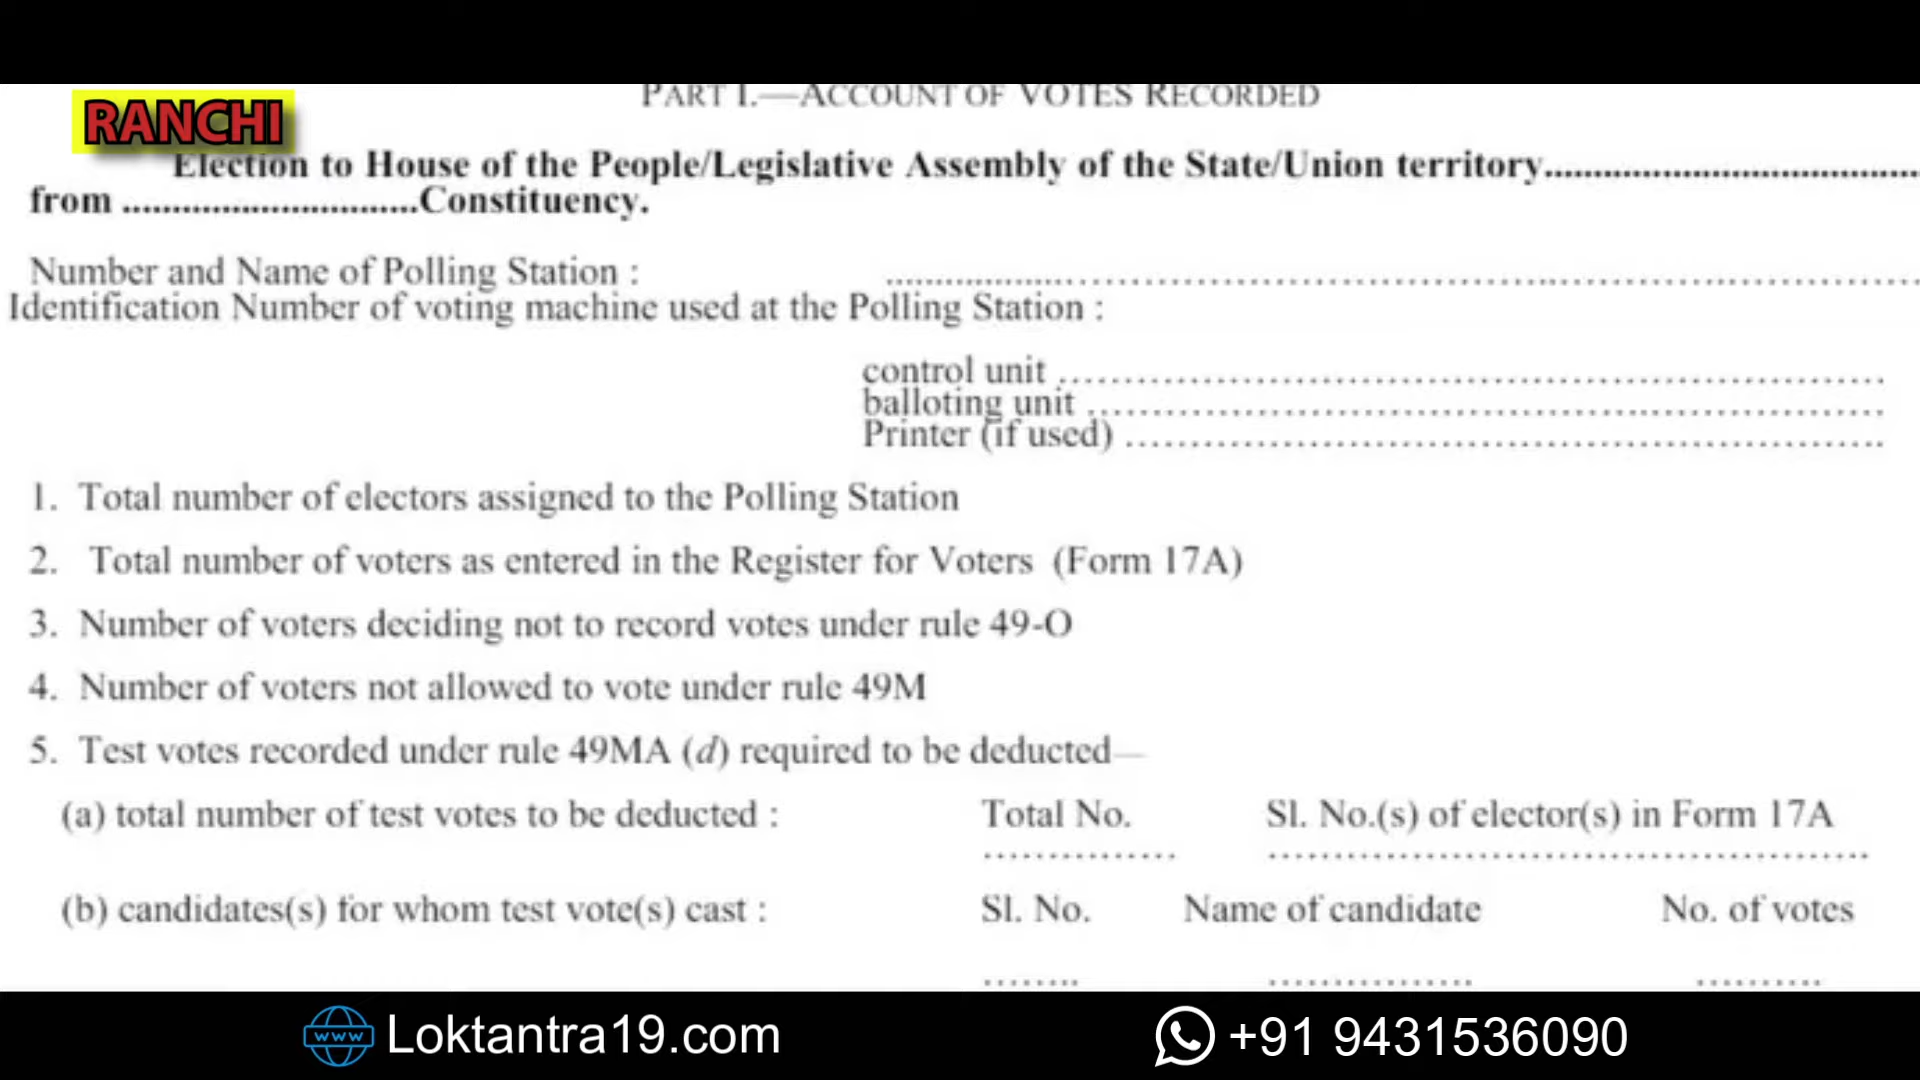 PART I.—ACCOUNT OF VOTES RECORDED
RANCHI
Election to House of the People/Legislative Assembly of the State/Union territory......................................
from ..............................Constituency.
Number and Name of Polling Station : ................................................................................
Identification Number of voting machine used at the Polling Station :
control unit ................................................................
balloting unit .............................................................
Printer (if used) ..........................................................
1. Total number of electors assigned to the Polling Station
2. Total number of voters as entered in the Register for Voters (Form 17A)
3. Number of voters deciding not to record votes under rule 49-O
4. Number of voters not allowed to vote under rule 49M
5. Test votes recorded under rule 49MA (d) required to be deducted—
(a) total number of test votes to be deducted : Total No. Sl. No.(s) of elector(s) in Form 17A
............... ..............................................
(b) candidates(s) for whom test vote(s) cast : Sl. No. Name of candidate No. of votes
........ ................ ..........
www Loktantra19.com +91 9431536090